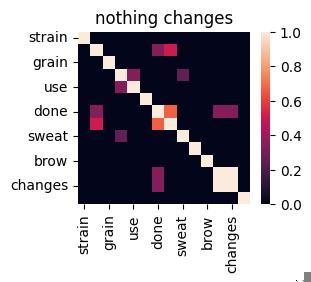 nothing changes
strain
grain
use
done
sweat
brow
changes
1.0
0.8
0.6
0.4
0.2
0.0
strain
grain
use
done
sweat
brow
changes